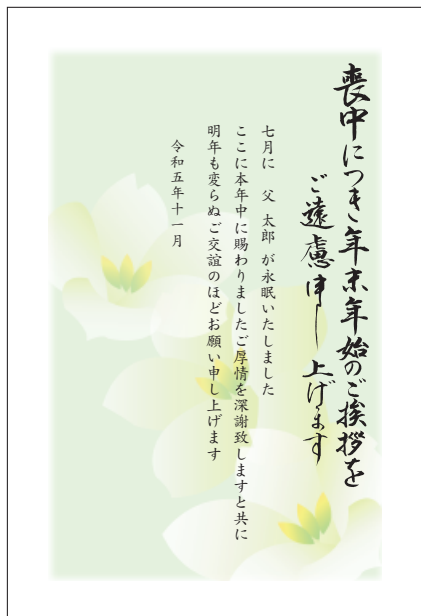 喪中につき年末年始のご挨拶を
ご遠慮申し上げます
七月に 父 太郎 が永眠いたしました
ここに本年中に賜わりましたご厚情を深謝致しますと共に
明年も変らぬご交誼のほどお願い申し上げます
令和五年十一月